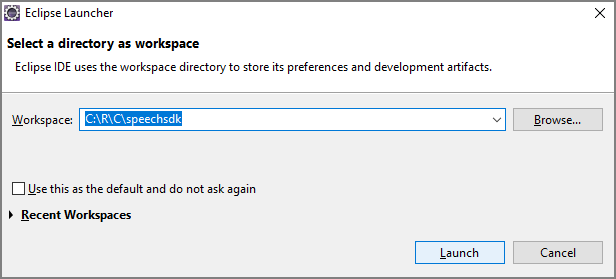 Eclipse Launcher
Select a directory as workspace
Eclipse IDE uses the workspace directory to store its preferences and development artifacts.
Workspace: C:\R\C\speechsdk Browse...
Use this as the default and do not ask again
Recent Workspaces
Launch Cancel